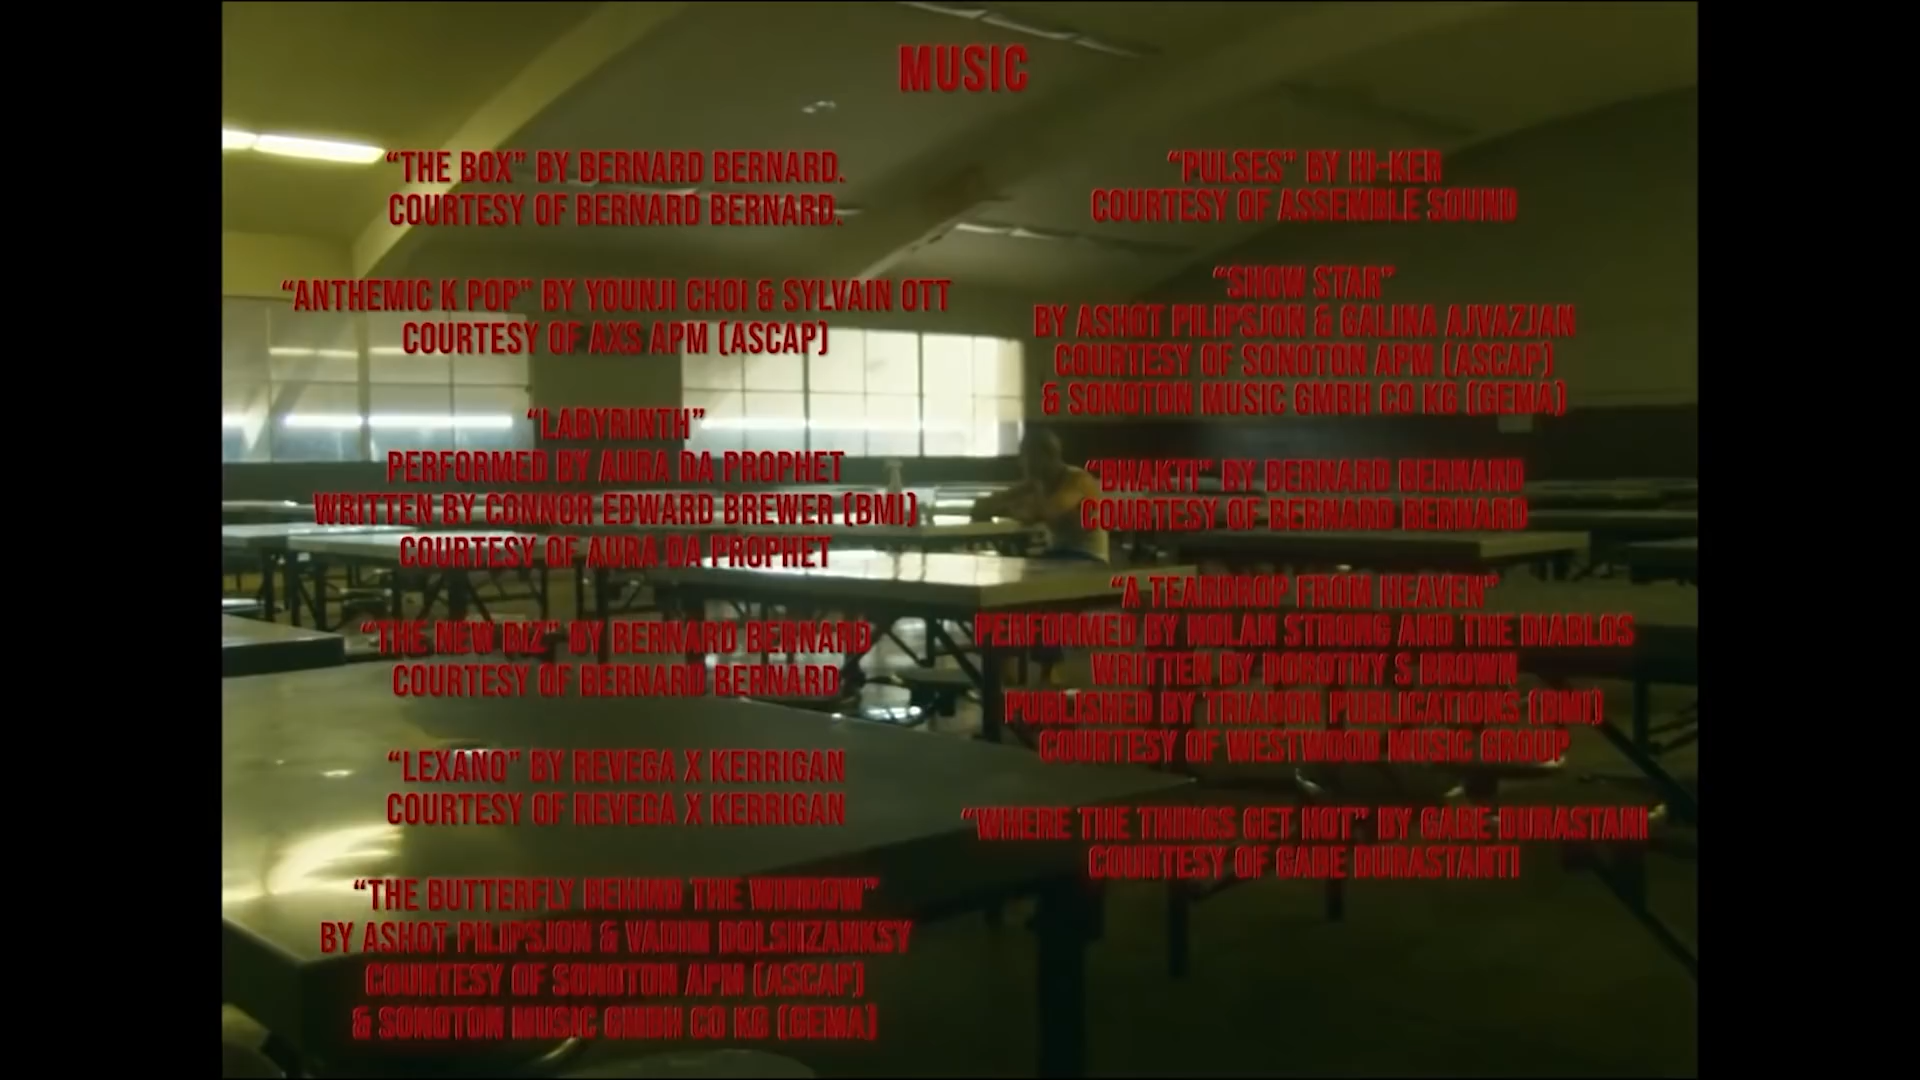 MUSIC
“THE BOX” BY BERNARD BERNARD.
COURTESY OF BERNARD BERNARD.
“ANTHEMIC K POP” BY YOUNJI CHOI & SYLVAIN OTT
COURTESY OF AXS APM (ASCAP)
“LABYRINTH”
PERFORMED BY AURA DA PROPHET
WRITTEN BY CONNOR EDWARD BREWER (BMI)
COURTESY OF AURA DA PROPHET
“THE NEW BIZ” BY BERNARD BERNARD
COURTESY OF BERNARD BERNARD
“LEXANO” BY REVEGA X KERRIGAN
COURTESY OF REVEGA X KERRIGAN
“THE BUTTERFLY BEHIND THE WINDOW”
BY ASHOT PILIPSJON & VADIM DOLSHZANKSY
COURTESY OF SONOTON APM (ASCAP)
& SONOTON MUSIC GMBH CO KG (GEMA)
“PULSES” BY HI-KER
COURTESY OF ASSEMBLE SOUND
“SHOW STAR”
BY ASHOT PILIPSJON & GALINA AJVAZJAN
COURTESY OF SONOTON APM (ASCAP)
& SONOTON MUSIC GMBH CO KG (GEMA)
“BHAKTI” BY BERNARD BERNARD
COURTESY OF BERNARD BERNARD
“A TEARDROP FROM HEAVEN”
PERFORMED BY NOLAN STRONG AND THE DIABLOS
WRITTEN BY DOROTHY S BROWN
PUBLISHED BY TRIANON PUBLICATIONS (BMI)
COURTESY OF WESTWOOD MUSIC GROUP
“WHERE THE THINGS GET HOT” BY GABE DURASTANI
COURTESY OF GABE DURASTANTI